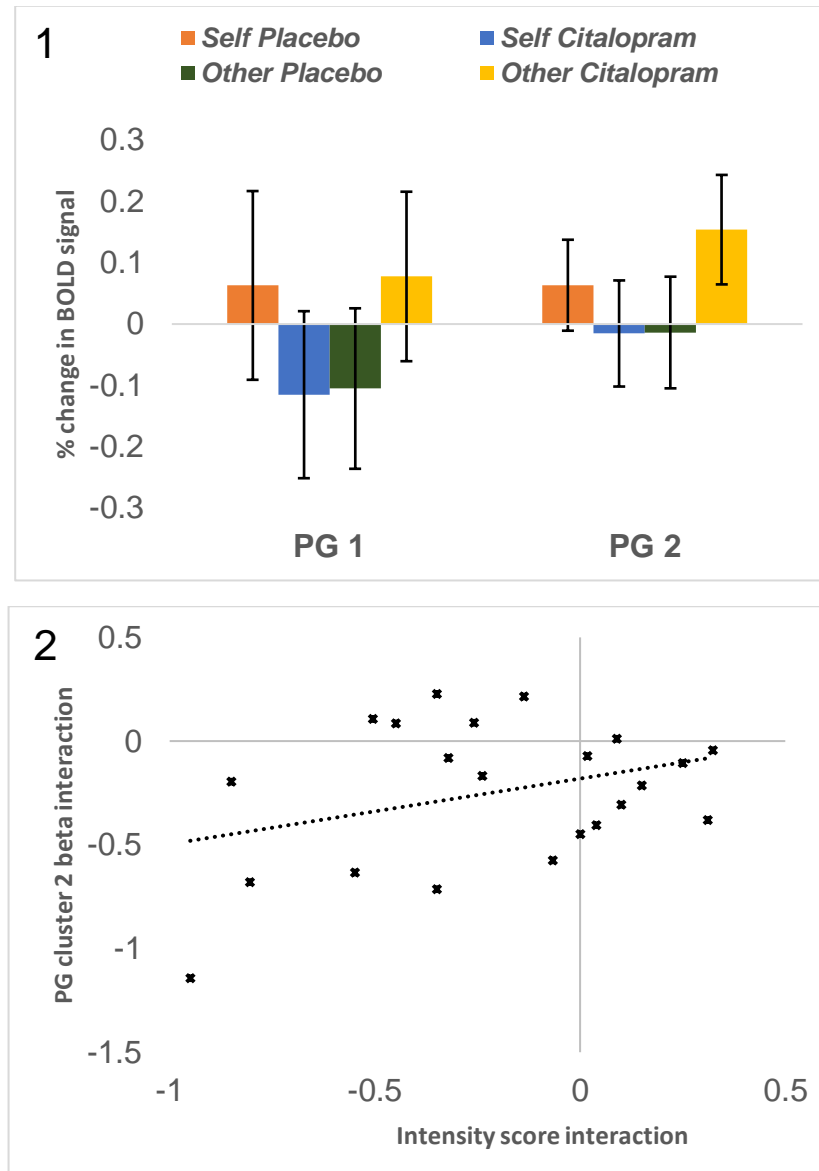 1
Self Placebo Self Citalopram
Other Placebo Other Citalopram
0.3
0.2
0.1
0
-0.1
-0.2
-0.3
% change in BOLD signal
PG 1 PG 2
2
0.5
0
-0.5
-1
-1.5
PG cluster 2 beta interaction
-1 -0.5 0 0.5
Intensity score interaction